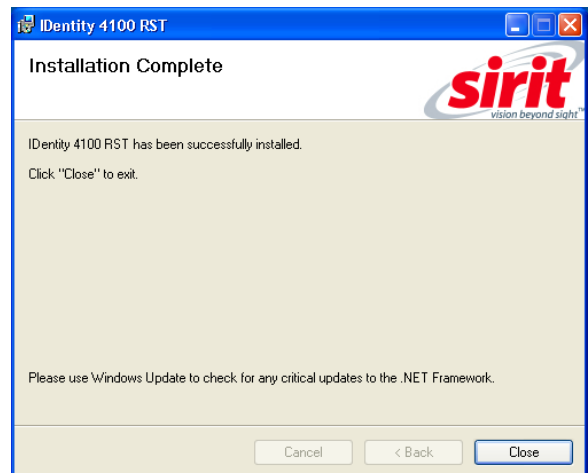 IDentity 4100 RST
Installation Complete
sirit
vision beyond sight™
IDentity 4100 RST has been successfully installed.
Click "Close" to exit.
Please use Windows Update to check for any critical updates to the .NET Framework.
Cancel
< Back
Close